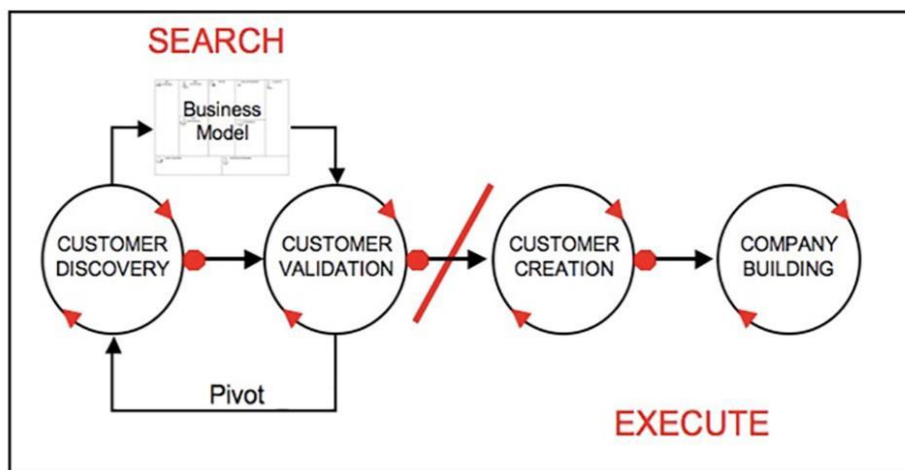 SEARCH
Business
Model
CUSTOMER
DISCOVERY
CUSTOMER
VALIDATION
CUSTOMER
CREATION
COMPANY
BUILDING
Pivot
EXECUTE